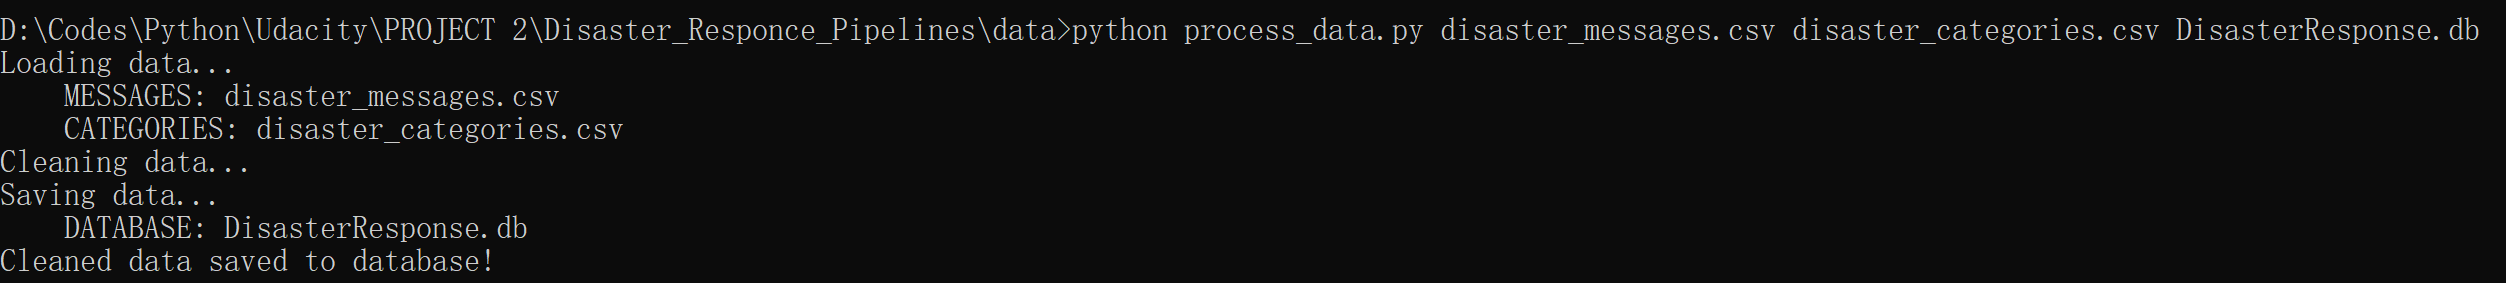 D:\Codes\Python\Udacity\PROJECT 2\Disaster_Responce_Pipelines\data>python process_data.py disaster_messages.csv disaster_categories.csv DisasterResponse.db
Loading data...
    MESSAGES: disaster_messages.csv
    CATEGORIES: disaster_categories.csv
Cleaning data...
Saving data...
    DATABASE: DisasterResponse.db
Cleaned data saved to database!